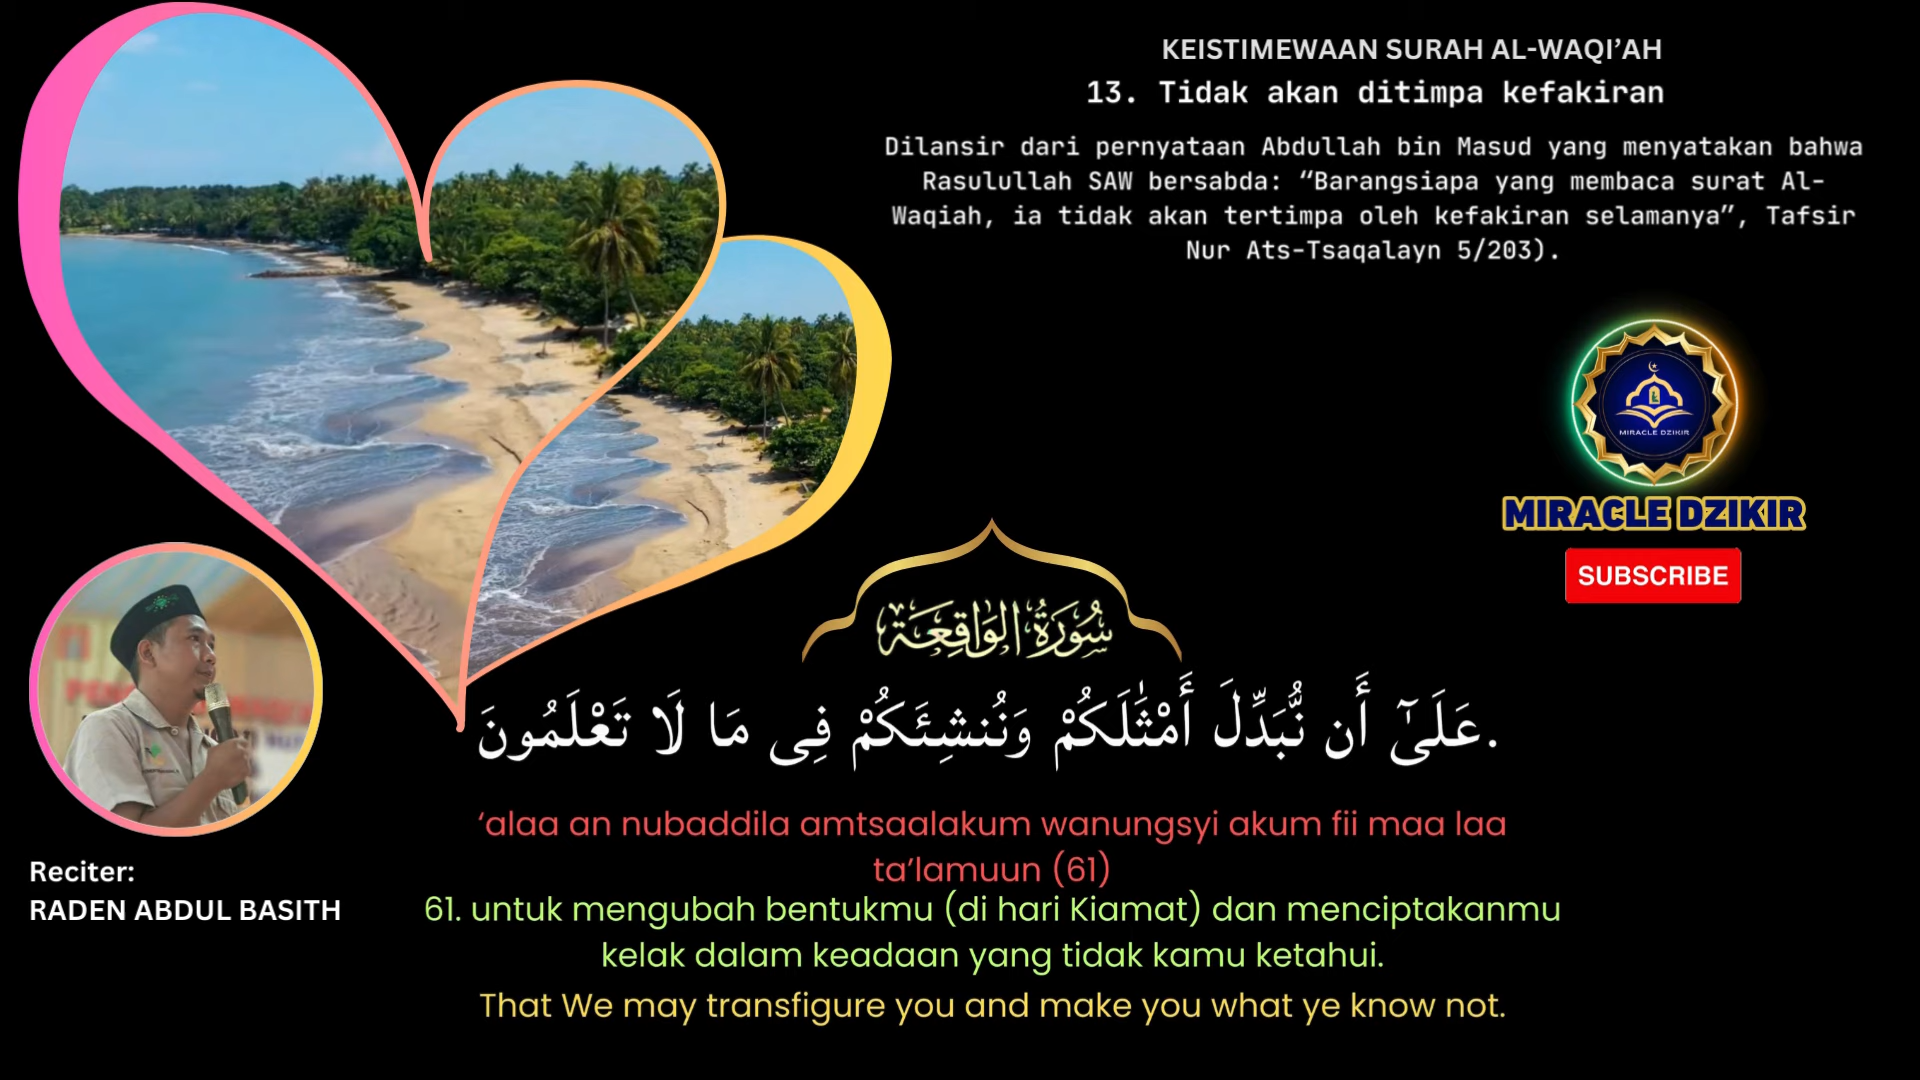 KEISTIMEWAAN SURAH AL-WAQI’AH
13. Tidak akan ditimpa kefakiran
Dilansir dari pernyataan Abdullah bin Masud yang menyatakan bahwa
Rasulullah SAW bersabda: “Barangsiapa yang membaca surat Al-
Waqiah, ia tidak akan tertimpa oleh kefakiran selamanya”, Tafsir
Nur Ats-Tsaqalayn 5/203).
MIRACLE DZIKIR
MIRACLE DZIKIR
SUBSCRIBE
سُورَةُ الوَاقِعَة
عَلَىٰٓ أَن نُّبَدِّلَ أَمْثَٰلَكُمْ وَنُنشِئَكُمْ فِى مَا لَا تَعْلَمُونَ.
‘alaa an nubaddila amtsaalakum wanungsyi akum fii maa laa
ta’lamuun (61)
61. untuk mengubah bentukmu (di hari Kiamat) dan menciptakanmu
kelak dalam keadaan yang tidak kamu ketahui.
That We may transfigure you and make you what ye know not.
Reciter:
RADEN ABDUL BASITH